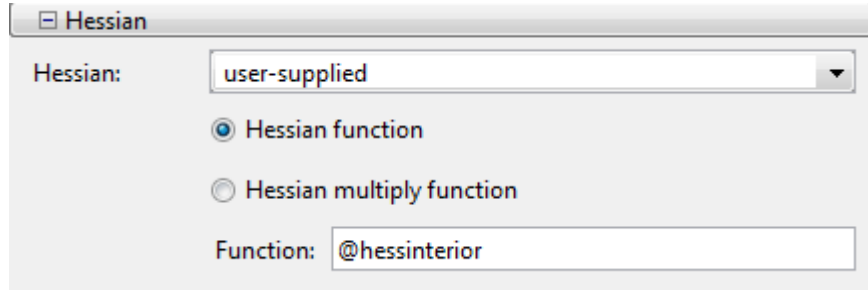 Hessian
Hessian: user-supplied
Hessian function
Hessian multiply function
Function: @hessinterior